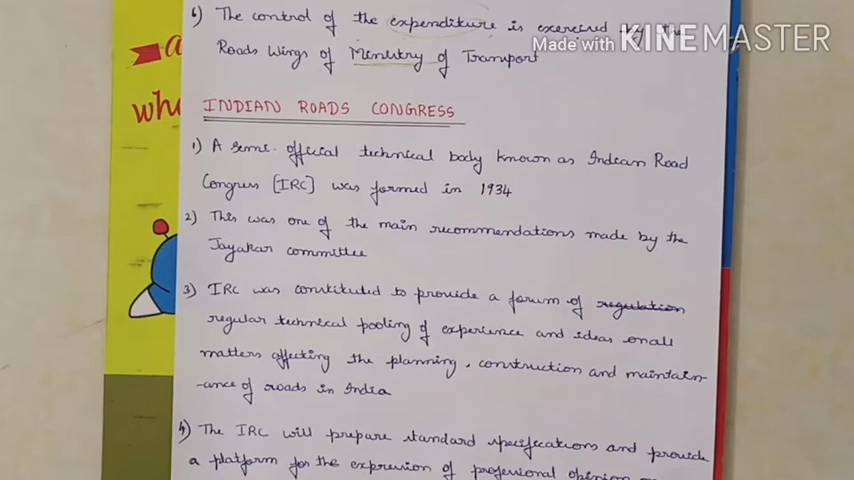 6) The control of the expenditure is exercised by the
Made with KINEMASTER
Roads Wings of Ministry of Transport
a
who
INDIAN ROADS CONGRESS
1) A semi-official technical body known as Indian Road
Congress [IRC] was formed in 1934
2) This was one of the main recommendations made by the
Jayakar committee
3) IRC was constituted to provide a forum of regulation
regular technical pooling of experience and ideas on all
matters affecting the planning, construction and maintain-
-ance of roads in India
4) The IRC will prepare standard specifications and provide
a platform for the expression of professional opinion